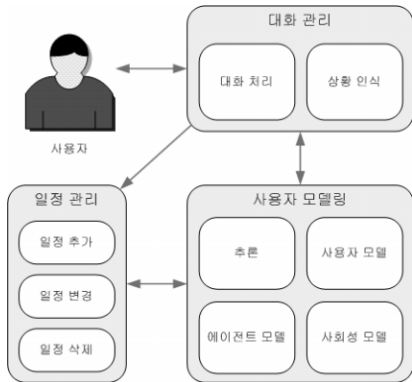 대화 관리
대화 처리
상황 인식
사용자
일정 관리
일정 추가
일정 변경
일정 삭제
사용자 모델링
추론
사용자 모델
에이전트 모델
사회성 모델